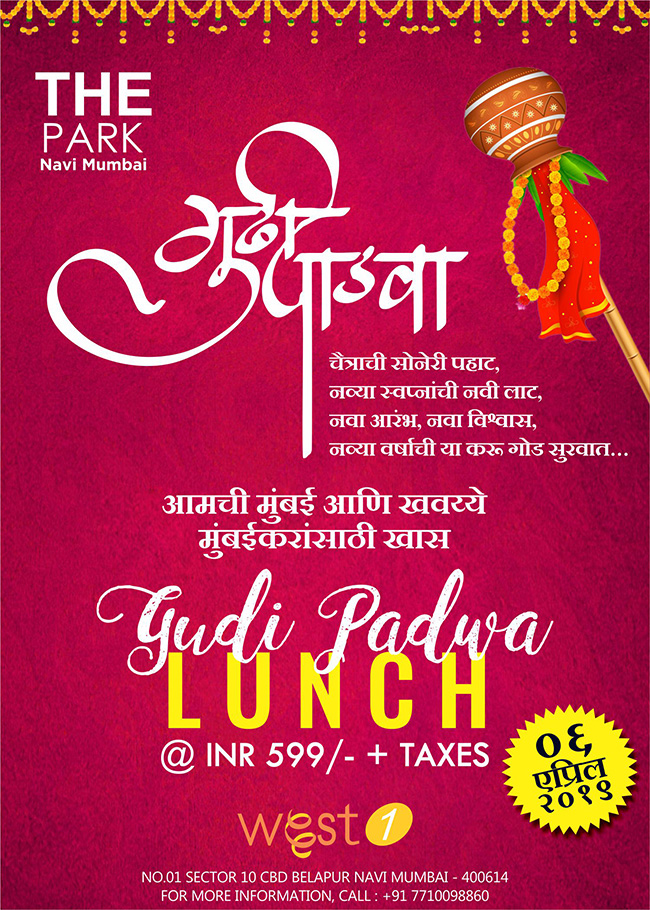 THE
PARK
Navi Mumbai
गुढी
पाडवा
चैत्राची सोनेरी पहाट,
नव्या स्वप्नांची नवी लाट,
नवा आरंभ, नवा विश्वास,
नव्या वर्षाची या करू गोड सुरवात...
आमची मुंबई आणि खवय्ये
मुंबईकरांसाठी खास
Gudi Padwa
LUNCH
@ INR 599/- + TAXES
०६
एप्रिल
२०१९
west 1
NO.01 SECTOR 10 CBD BELAPUR NAVI MUMBAI - 400614
FOR MORE INFORMATION, CALL : +91 7710098860